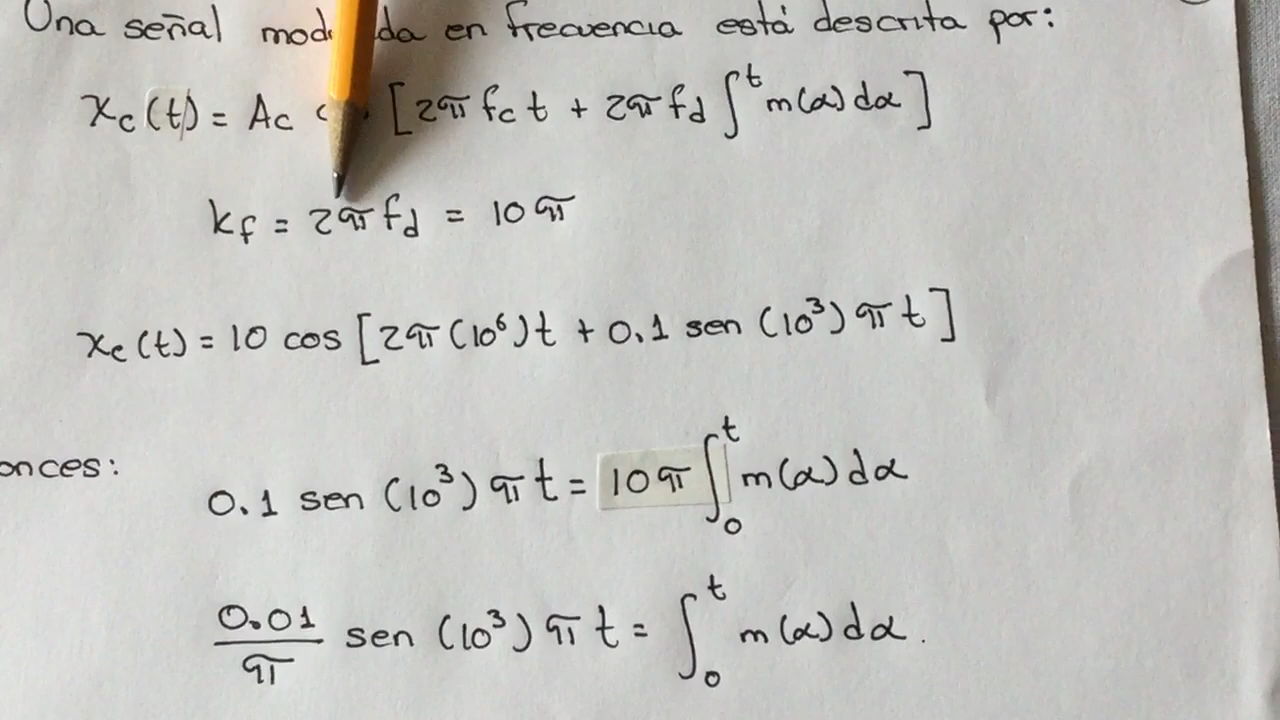 Una señal en frecuencia está descrita por:
xc(t) = Ac [2π fc t + 2π fd ∫^t m(α) dα]
kf = 2π fd = 10π
xc(t) = 10 cos [2π(10⁶)t + 0.1 sen (10³) π t]
onces:
0.1 sen (10³) π t = 10π ∫₀^t m(α) dα
0.01/π sen (10³) π t = ∫₀^t m(α) dα.